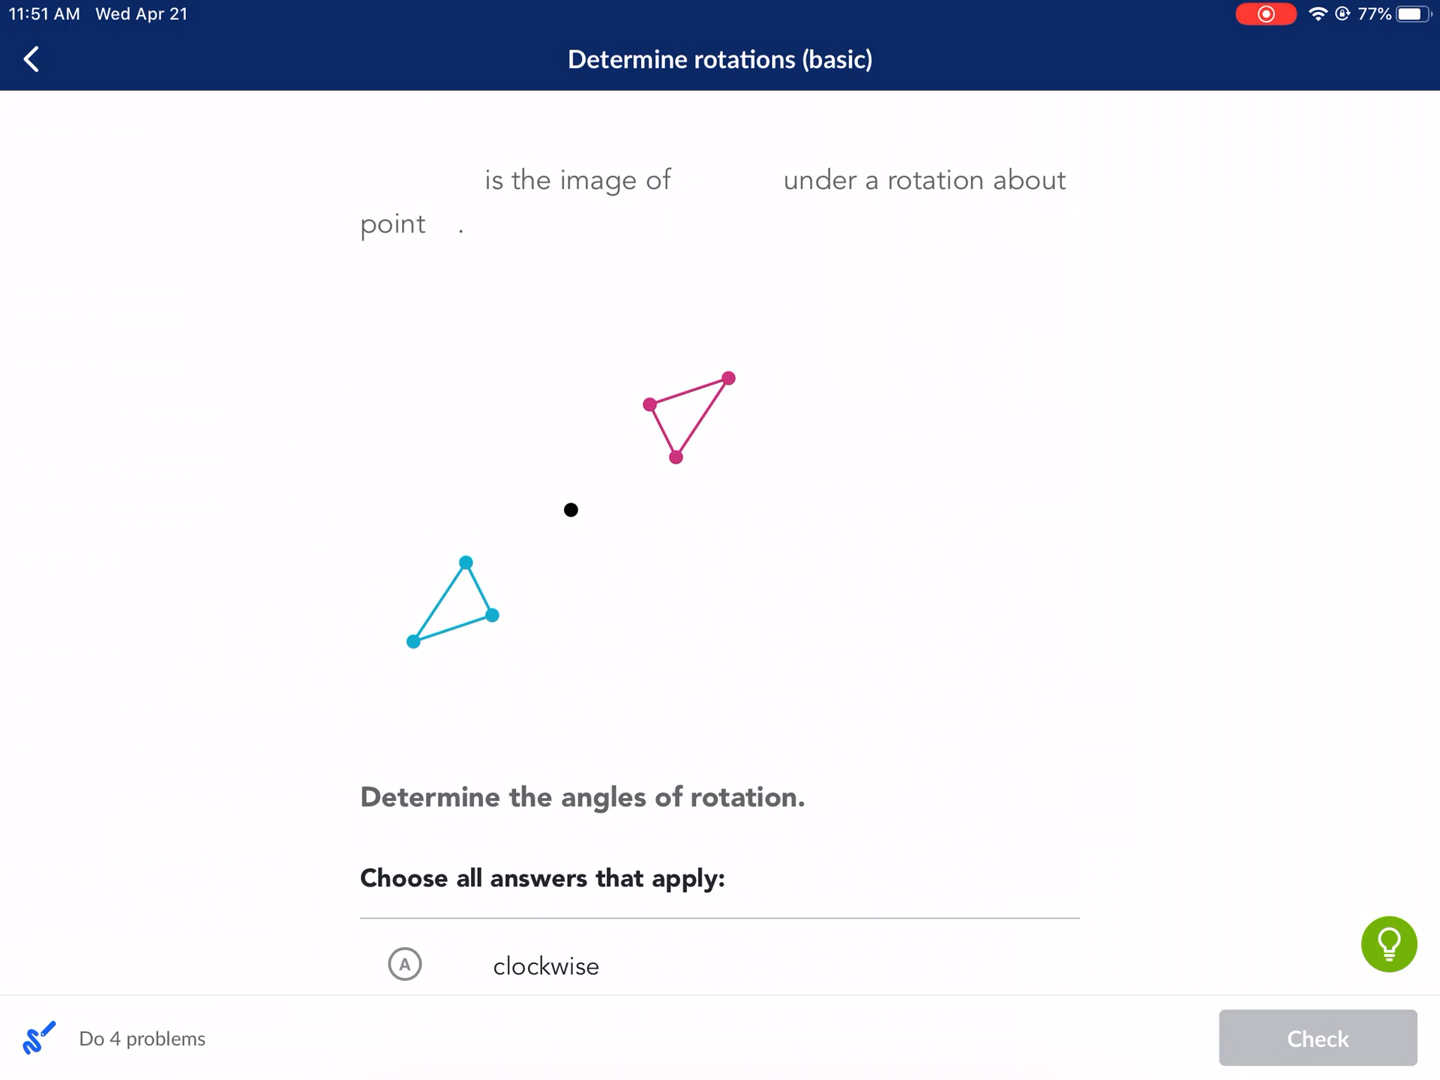 11:51 AM Wed Apr 21
77%
Determine rotations (basic)
is the image of under a rotation about
point .
Determine the angles of rotation.
Choose all answers that apply:
A clockwise
Do 4 problems
Check